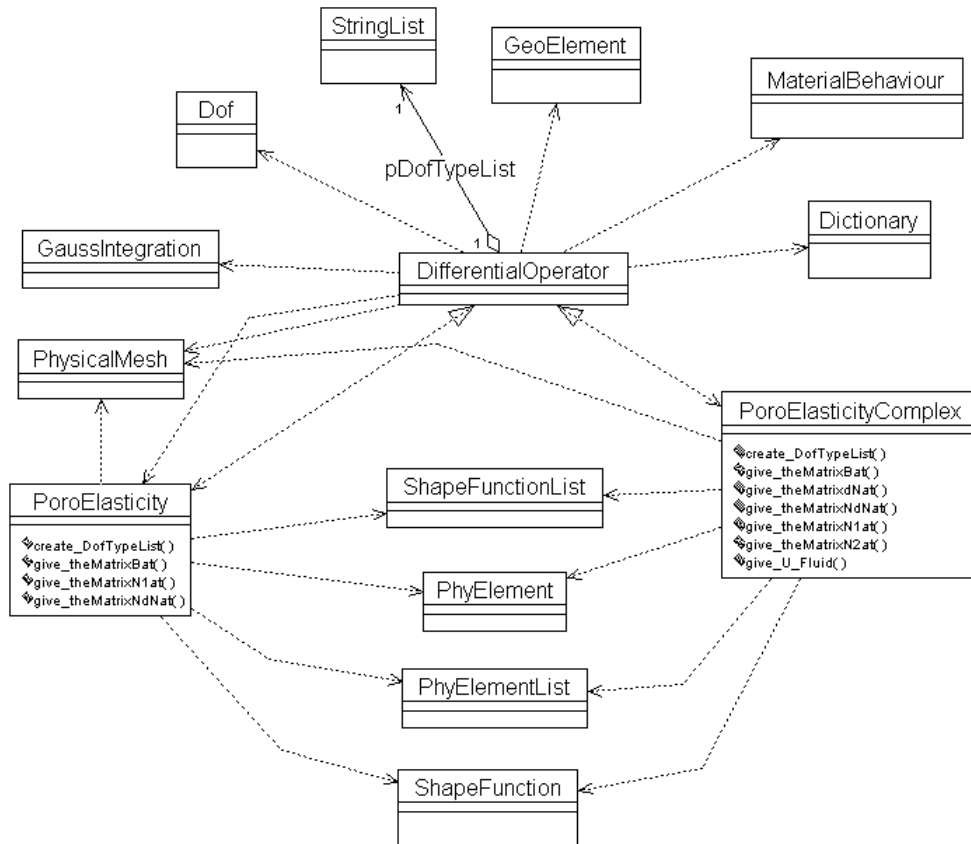 StringList
GeoElement
MaterialBehaviour
Dof
1
pDofTypeList
Dictionary
GaussIntegration
1
DifferentialOperator
PhysicalMesh
PoroElasticityComplex
create_DofTypeList( )
give_theMatrixBat( )
give_theMatrixdNat( )
give_theMatrixNdNat( )
give_theMatrixN1at( )
give_theMatrixN2at( )
give_U_Fluid( )
ShapeFunctionList
PoroElasticity
create_DofTypeList( )
give_theMatrixBat( )
give_theMatrixN1at( )
give_theMatrixNdNat( )
PhyElement
PhyElementList
ShapeFunction